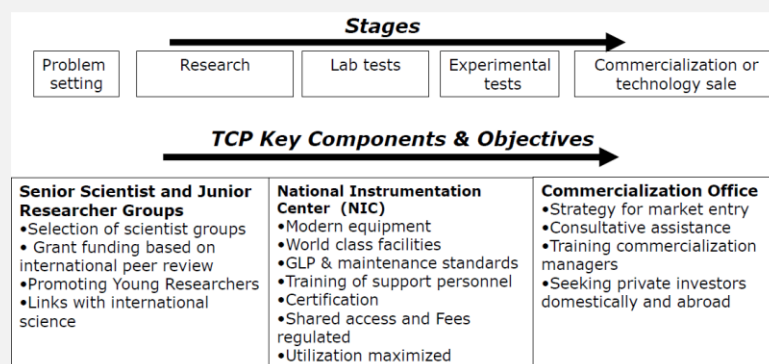 Stages
Problem
setting
Research
Lab tests
Experimental
tests
Commercialization or
technology sale
TCP Key Components & Objectives
Senior Scientist and Junior
Researcher Groups
•Selection of scientist groups
• Grant funding based on
international peer review
•Promoting Young Researchers
•Links with international
science
National Instrumentation
Center (NIC)
•Modern equipment
•World class facilities
•GLP & maintenance standards
•Training of support personnel
•Certification
•Shared access and Fees
regulated
•Utilization maximized
Commercialization Office
•Strategy for market entry
•Consultative assistance
•Training commercialization
managers
•Seeking private investors
domestically and abroad